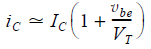 i_C ≃ I_C(1 + v_be/V_T)